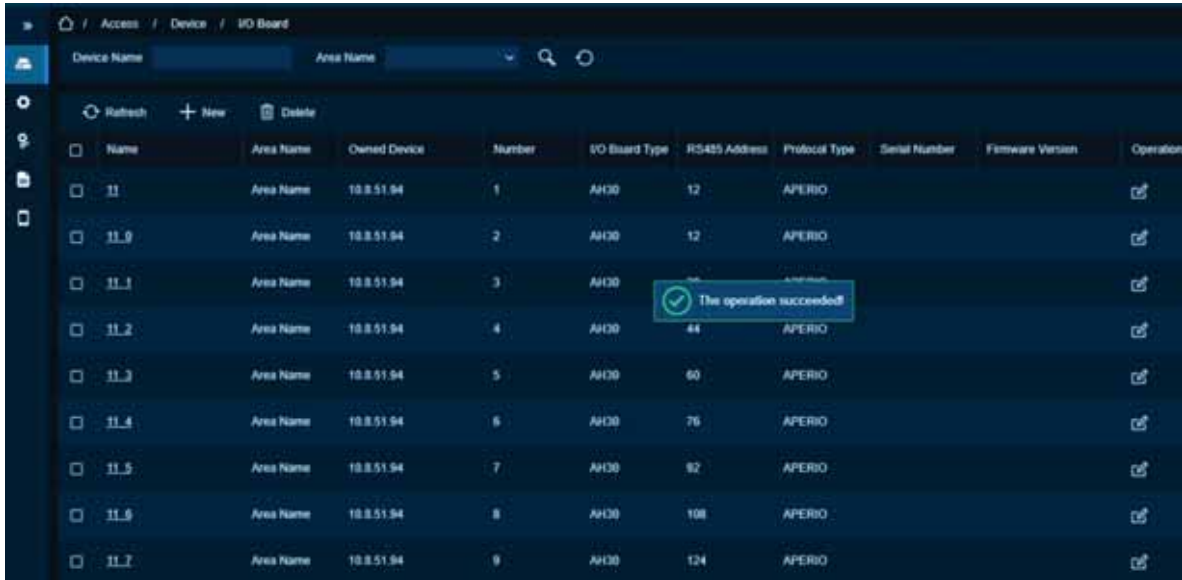 / Access / Device / I/O Board
Device Name Area Name
Refresh New Delete
Name Area Name Owned Device Number I/O Board Type RS485 Address Protocol Type Serial Number Firmware Version Operation
11 Area Name 10.8.51.94 1 AH30 12 APERIO
11_0 Area Name 10.8.51.94 2 AH30 12 APERIO
11_1 Area Name 10.8.51.94 3 AH30
The operation succeeded!
11_2 Area Name 10.8.51.94 4 AH30 44 APERIO
11_3 Area Name 10.8.51.94 5 AH30 60 APERIO
11_4 Area Name 10.8.51.94 6 AH30 76 APERIO
11_5 Area Name 10.8.51.94 7 AH30 92 APERIO
11_6 Area Name 10.8.51.94 8 AH30 108 APERIO
11_7 Area Name 10.8.51.94 9 AH30 124 APERIO